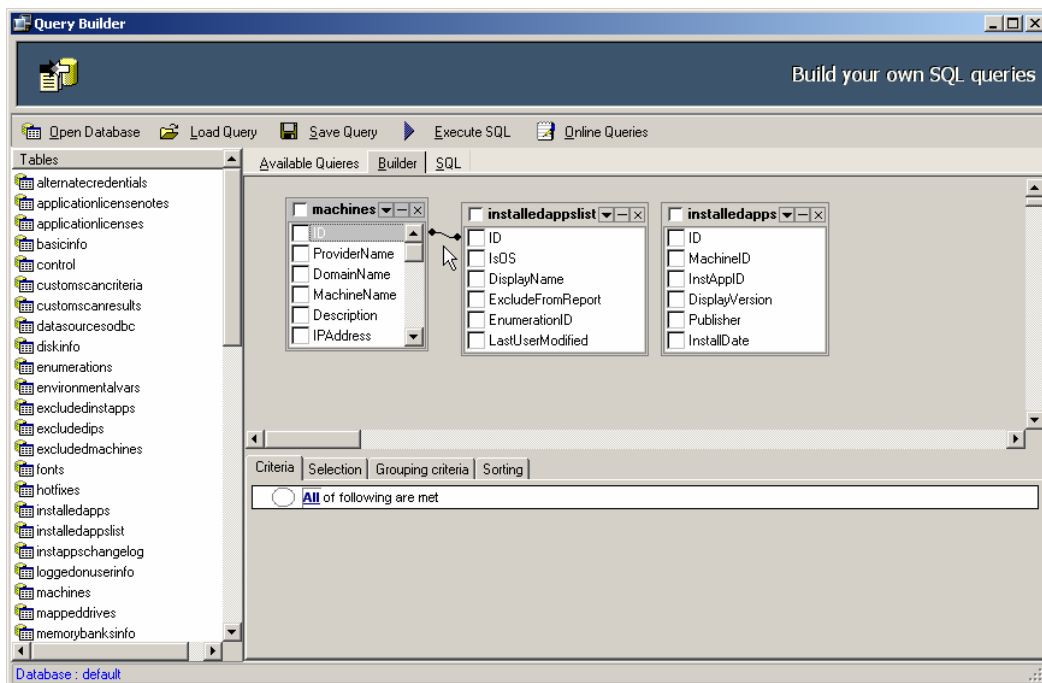 Query Builder
Build your own SQL queries
Open Database Load Query Save Query Execute SQL Online Queries
Tables
alternatecredentials
applicationlicensenotes
applicationlicenses
basicinfo
control
customscancriteria
customscanresults
datasourcesodbc
diskinfo
enumerations
environmentalvars
excludedinstapps
excludedips
excludedmachines
fonts
hotfixes
installedapps
installedappslist
instappschangelog
loggedonuserinfo
machines
mappeddrives
memorybanksinfo
Available Quieres Builder SQL
machines
ID
ProviderName
DomainName
MachineName
Description
IPAddress
installedappslist
ID
IsOS
DisplayName
ExcludeFromReport
EnumerationID
LastUserModified
installedapps
ID
MachineID
InstAppID
DisplayVersion
Publisher
InstallDate
Criteria Selection Grouping criteria Sorting
All of following are met
Database : default